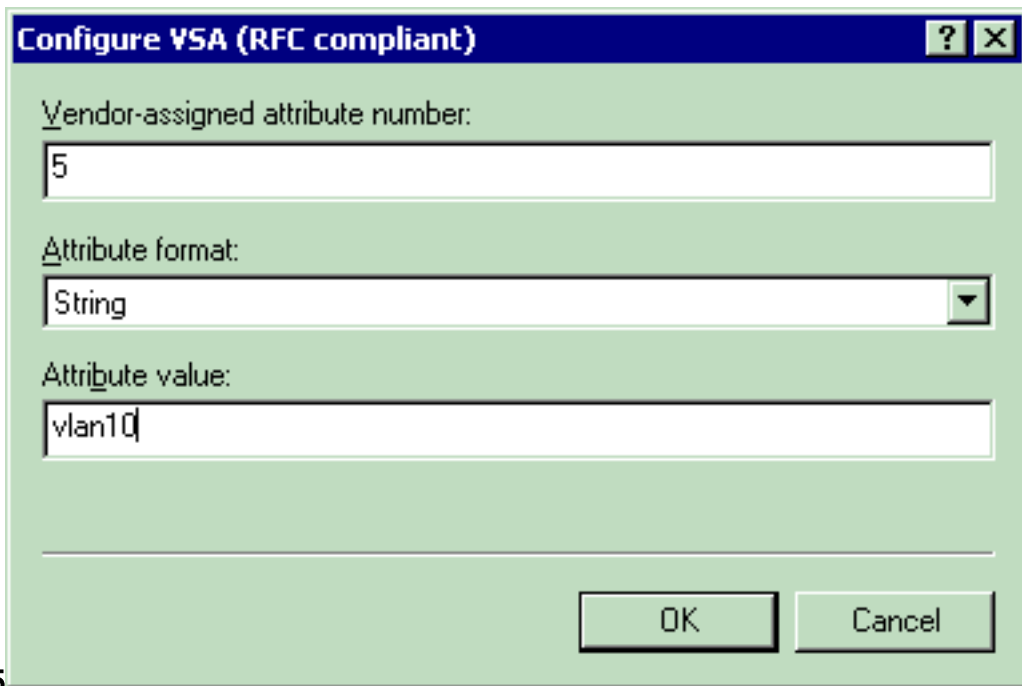 Configure VSA (RFC compliant)
Vendor-assigned attribute number:
5
Attribute format:
String
Attribute value:
vlan10
OK
Cancel